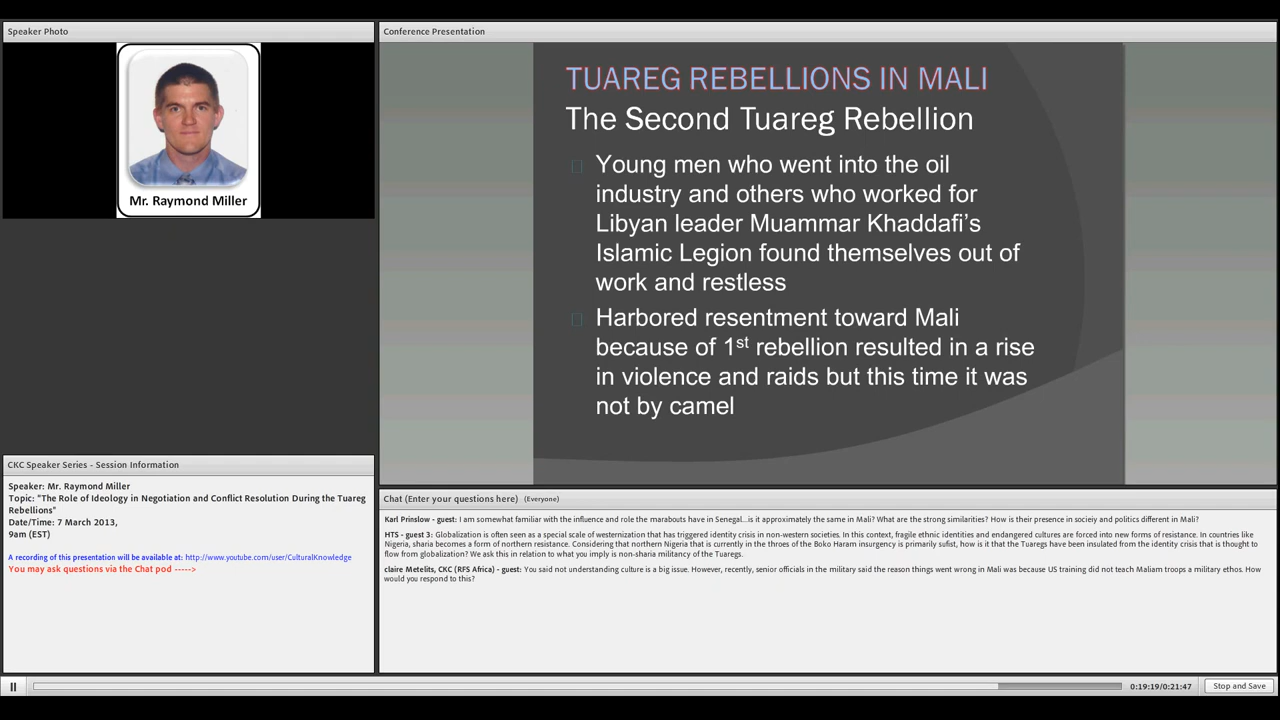 Speaker Photo
Mr. Raymond Miller
Conference Presentation
TUAREG REBELLIONS IN MALI
The Second Tuareg Rebellion
Young men who went into the oil
industry and others who worked for
Libyan leader Muammar Khaddafi's
Islamic Legion found themselves out of
work and restless
Harbored resentment toward Mali
because of 1st rebellion resulted in a rise
in violence and raids but this time it was
not by camel
CKC Speaker Series - Session Information
Speaker: Mr. Raymond Miller
Topic: "The Role of Ideology in Negotiation and Conflict Resolution During the Tuareg
Rebellions"
Date/Time: 7 March 2013,
9am (EST)
A recording of this presentation will be available at: http://www.youtube.com/user/CulturalKnowledge
You may ask questions via the Chat pod ----->
Chat (Enter your questions here) (Everyone)
Karl Prinslow - guest: I am somewhat familiar with the influence and role the marabouts have in Senegal...is it approximately the same in Mali? What are the strong similarities? How is their presence in socieiy and politics different in Mali?
HTS - guest 3: Globalization is often seen as a special scale of westernization that has triggered identity crisis in non-western societies. In this context, fragile ethnic identities and endangered cultures are forced into new forms of resistance. In countries like
Nigeria, sharia becomes a form of northern resistance. Considering that northern Nigeria that is currently in the throes of the Boko Haram insurgency is primarily sufist, how is it that the Tuaregs have been insulated from the identity crisis that is thought to
flow from globalization? We ask this in relation to what you imply is non-sharia militancy of the Tuaregs.
claire Metelits, CKC (RFS Africa) - guest: You said not understanding culture is a big issue. However, recently, senior officials in the military said the reason things went wrong in Mali was because US training did not teach Maliam troops a military ethos. How
would you respond to this?
0:19:19/0:21:47
Stop and Save